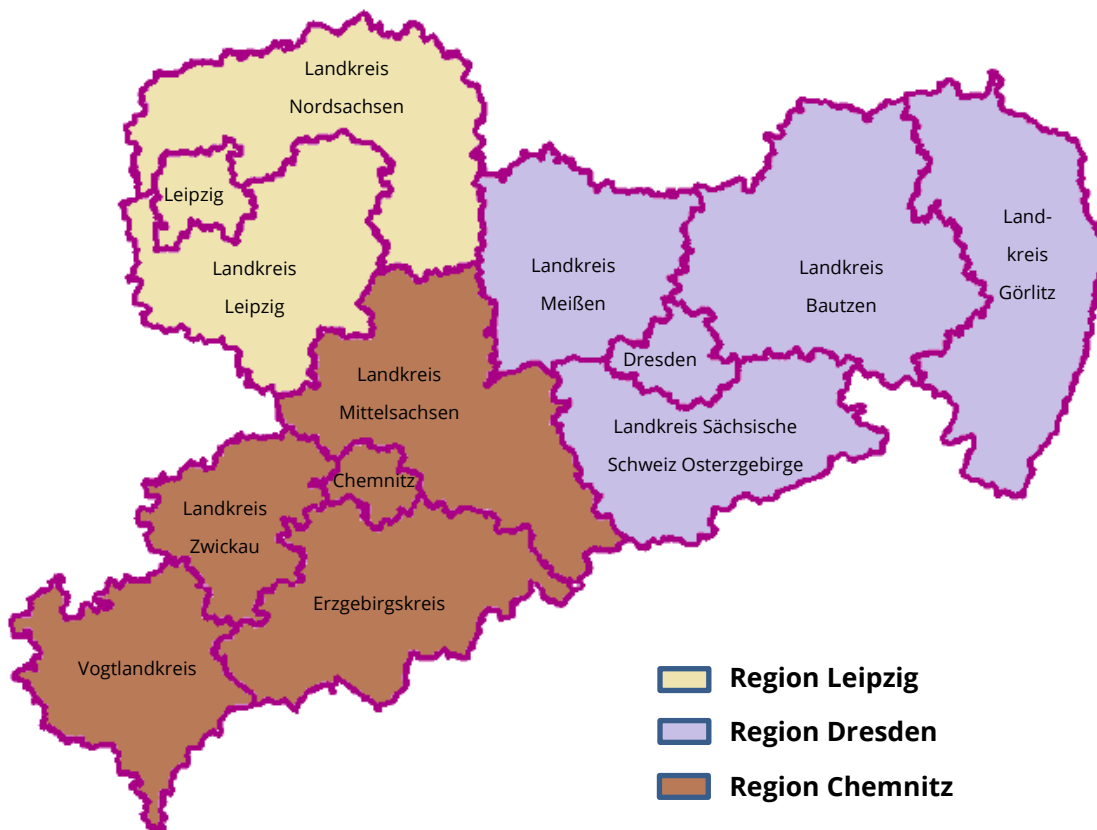 Landkreis
Nordsachsen
Leipzig
Landkreis
Leipzig
Landkreis
Meißen
Landkreis
Bautzen
Land-
kreis
Görlitz
Dresden
Landkreis Sächsische
Schweiz Osterzgebirge
Landkreis
Mittelsachsen
Chemnitz
Landkreis
Zwickau
Erzgebirgskreis
Vogtlandkreis
Region Leipzig
Region Dresden
Region Chemnitz